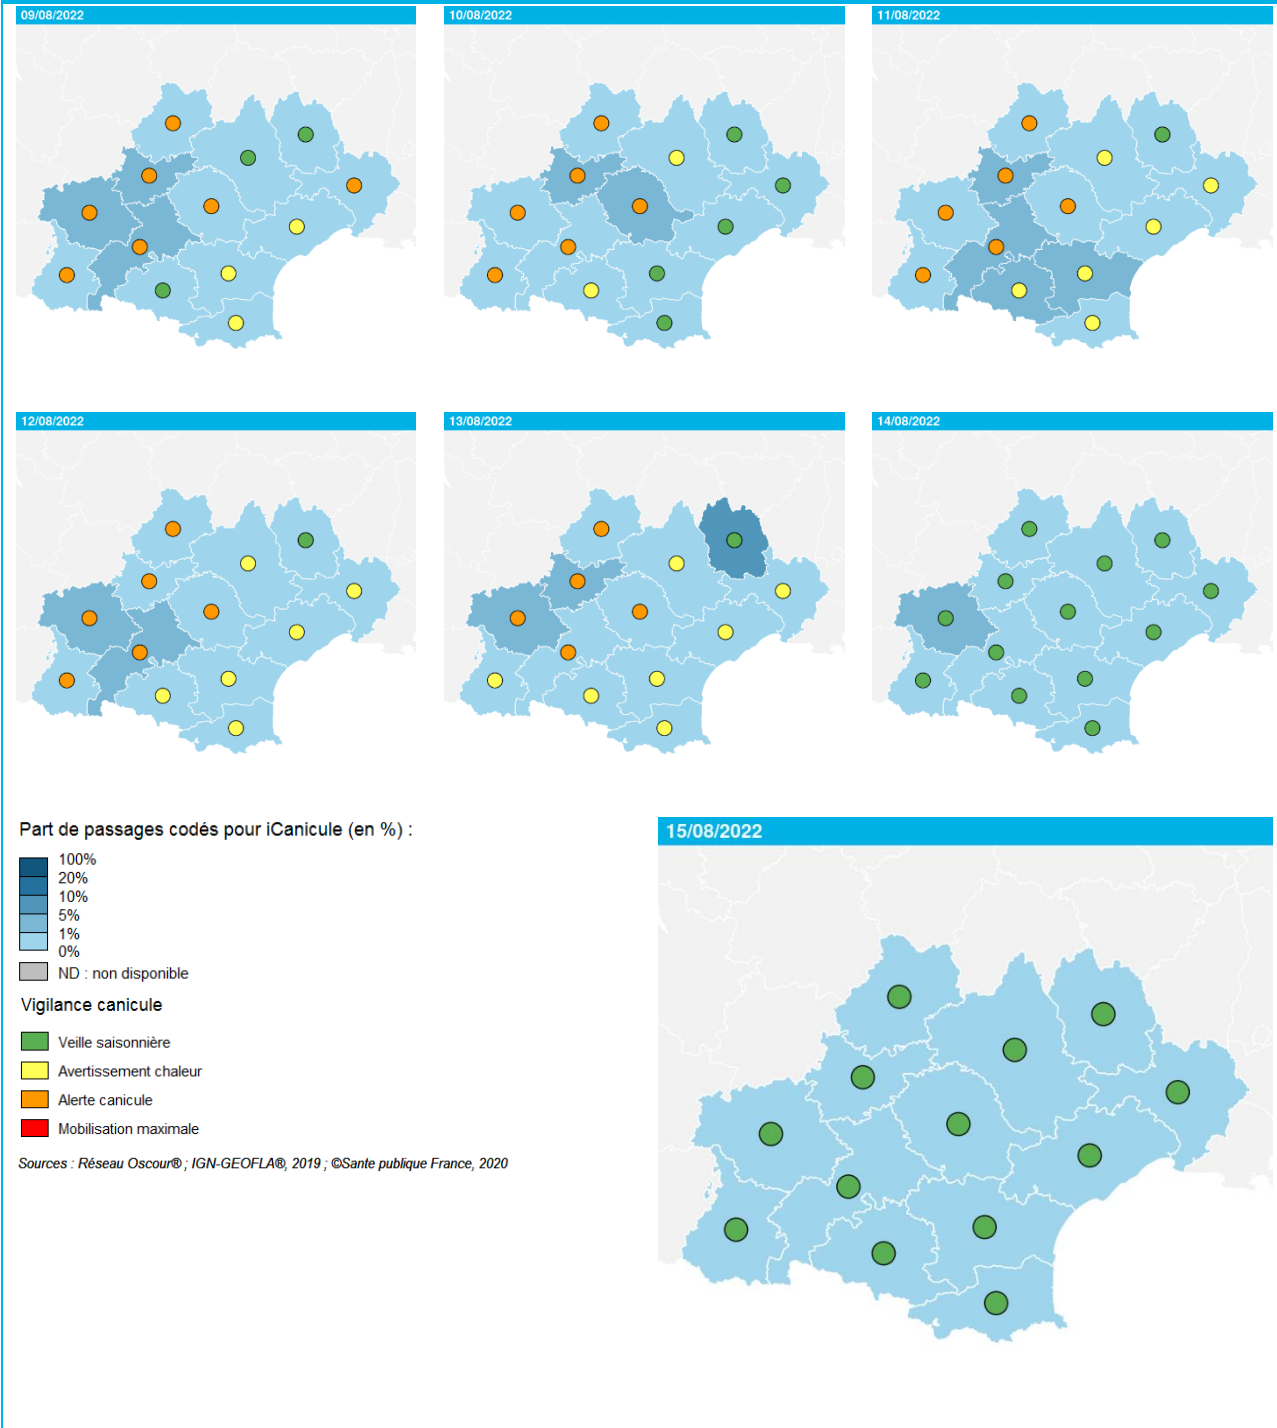 09/08/2022
10/08/2022
11/08/2022
12/08/2022
13/08/2022
14/08/2022
Part de passages codés pour iCanicule (en %) :
100%
20%
10%
5%
1%
0%
ND : non disponible
Vigilance canicule
Veille saisonnière
Avertissement chaleur
Alerte canicule
Mobilisation maximale
Sources : Réseau Oscour® ; IGN-GEOFLA®, 2019 ; ©Sante publique France, 2020
15/08/2022